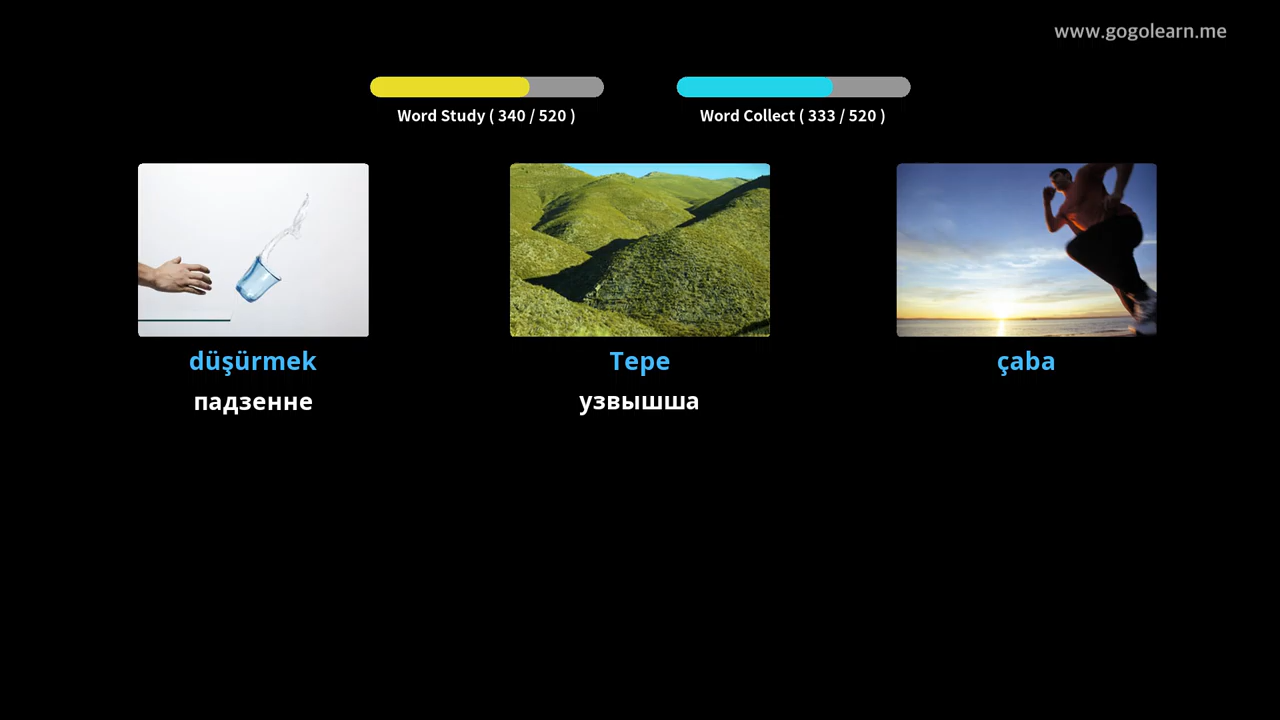 www.gogolearn.me
Word Study ( 340 / 520 )
Word Collect ( 333 / 520 )
düşürmek
Tepe
çaba
падзенне
узвышша